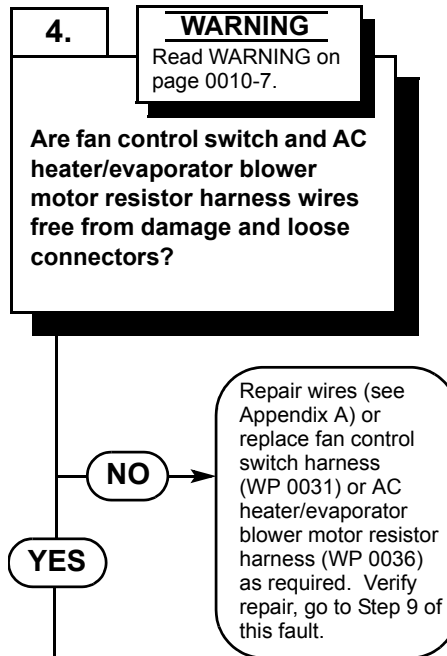 4.
WARNING
Read WARNING on
page 0010-7.
Are fan control switch and AC
heater/evaporator blower
motor resistor harness wires
free from damage and loose
connectors?
NO
Repair wires (see
Appendix A) or
replace fan control
switch harness
(WP 0031) or AC
heater/evaporator
blower motor resistor
harness (WP 0036)
as required.  Verify
repair, go to Step 9 of
this fault.
YES